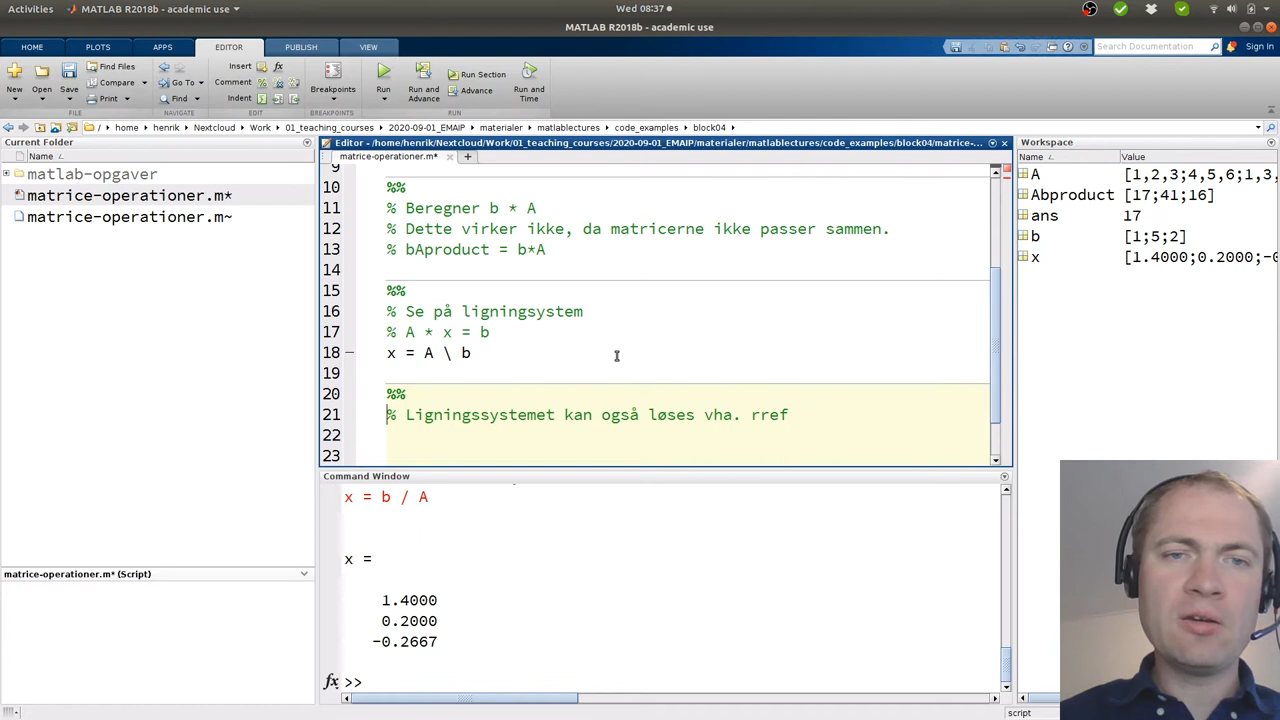 Activities
MATLAB R2018b - academic use
Wed 08:37
MATLAB R2018b - academic use
HOME
PLOTS
APPS
EDITOR
PUBLISH
VIEW
Search Documentation
Sign In
New
Open
Save
Find Files
Compare
Print
Go To
Find
Insert
fx
Comment
Indent
Breakpoints
Run
Run and Advance
Run Section
Advance
Run and Time
FILE
NAVIGATE
EDIT
BREAKPOINTS
RUN
/ home Nextcloud Work 01_teaching_courses 2020-09-01_EMAIP materialer matlablectures code_examples block04
henrik
Current Folder
Name
matlab-opgaver
matrice-operationer.m*
matrice-operationer.m~
matrice-operationer.m* (Script)
Editor - /home/henrik/Nextcloud/Work/01_teaching_courses/2020-09-01_EMAIP/materialer/matlablectures/code_examples/block04/matrice-...
matrice-operationer.m*
9
10 %%
11 % Beregner b * A
12 % Dette virker ikke, da matricerne ikke passer sammen.
13 % bAproduct = b*A
14
15 %%
16 % Se på ligningsystem
17 % A * x = b
18 x = A \ b
19
20 %%
21 % Ligningssystemet kan også løses vha. rref
22
23
Command Window
x = b / A
x =
1.4000
0.2000
-0.2667
fx >>
Workspace
Name Value
A [1,2,3;4,5,6;1,3,
Abproduct [17;41;16]
ans 17
b [1;5;2]
x [1.4000;0.2000;-0
script